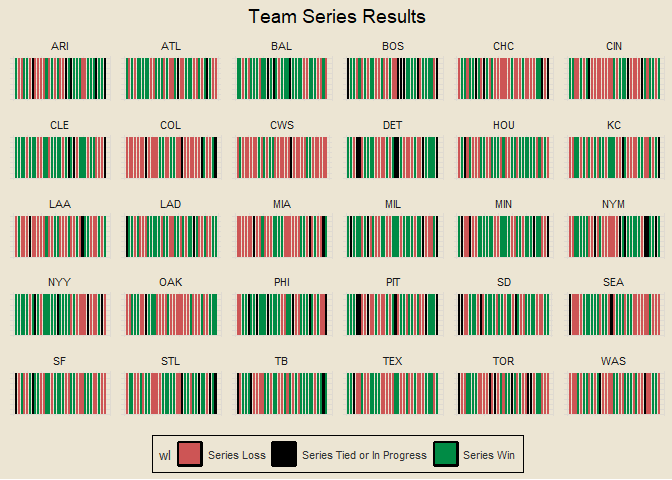 Team Series Results
ARI ATL BAL BOS CHC CIN
CLE COL CWS DET HOU KC
LAA LAD MIA MIL MIN NYM
NYY OAK PHI PIT SD SEA
SF STL TB TEX TOR WAS
wl Series Loss Series Tied or In Progress Series Win